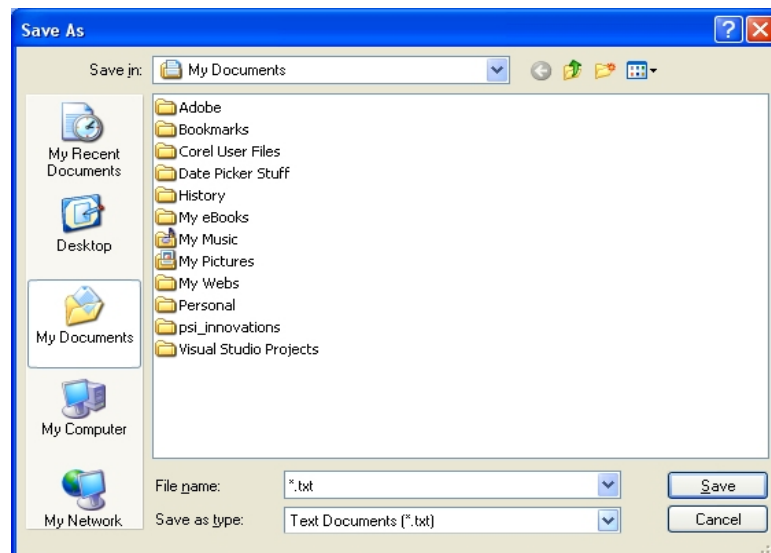 Save As
Save in: My Documents
My Recent
Documents
Desktop
My Documents
My Computer
My Network
Adobe
Bookmarks
Corel User Files
Date Picker Stuff
History
My eBooks
My Music
My Pictures
My Webs
Personal
psi_innovations
Visual Studio Projects
File name: *.txt Save
Save as type: Text Documents (*.txt) Cancel